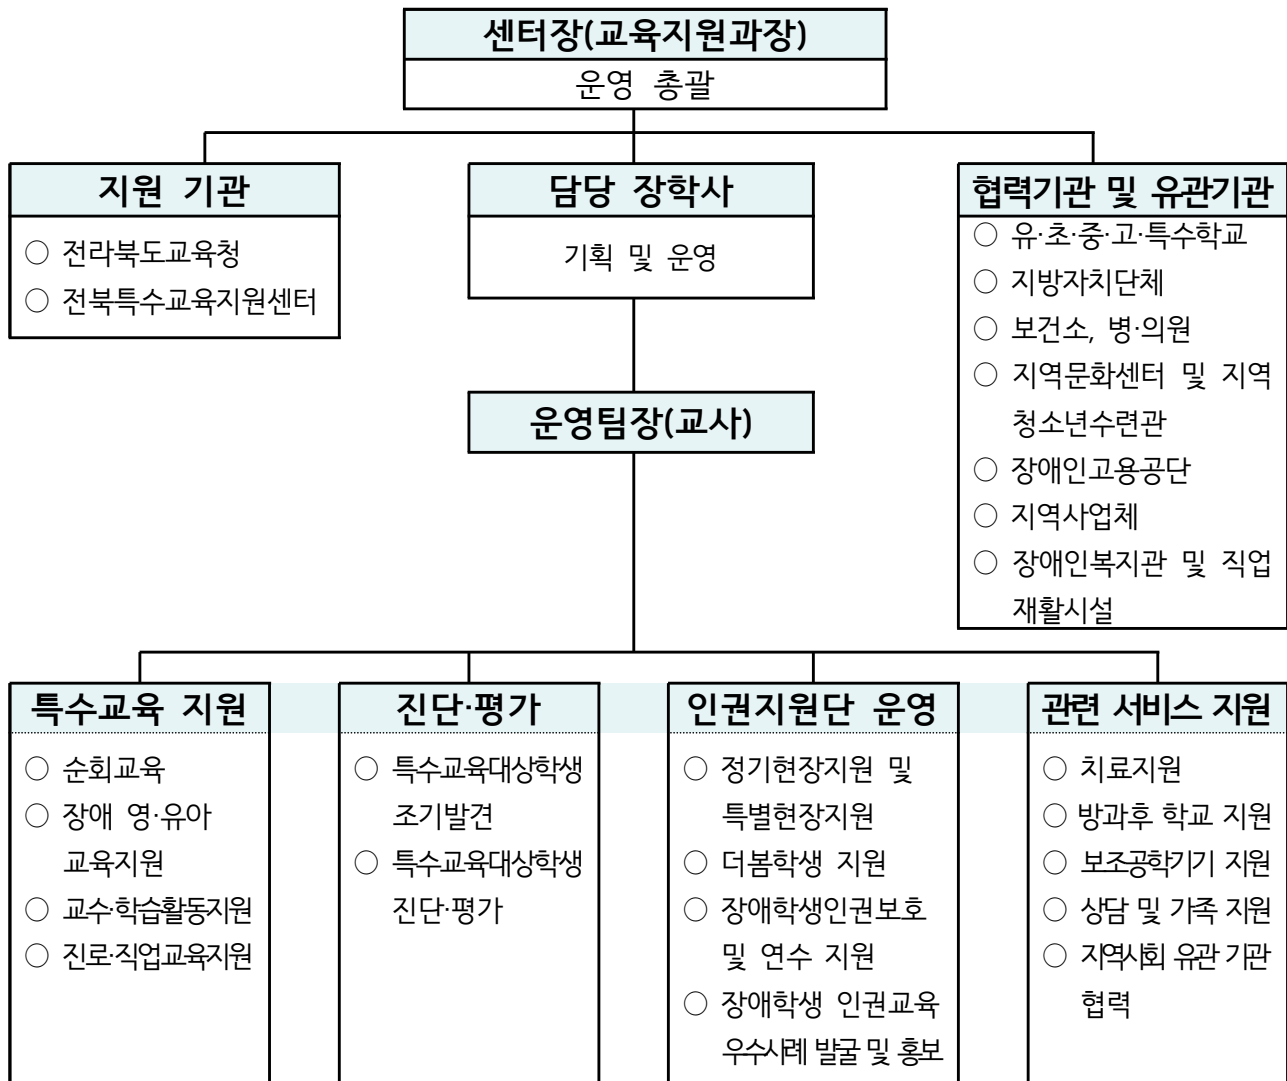 센터장(교육지원과장)
운영 총괄
지원 기관
○ 전라북도교육청
○ 전북특수교육지원센터
담당 장학사
기획 및 운영
협력기관 및 유관기관
○ 유·초·중·고·특수학교
○ 지방자치단체
○ 보건소, 병·의원
○ 지역문화센터 및 지역
청소년수련관
○ 장애인고용공단
○ 지역사업체
○ 장애인복지관 및 직업
재활시설
운영팀장(교사)
특수교육 지원
○ 순회교육
○ 장애 영·유아
교육지원
○ 교수·학습활동지원
○ 진로·직업교육지원
진단·평가
○ 특수교육대상학생
조기발견
○ 특수교육대상학생
진단·평가
인권지원단 운영
○ 정기현장지원 및
특별현장지원
○ 더봄학생 지원
○ 장애학생인권보호
및 연수 지원
○ 장애학생 인권교육
우수사례 발굴 및 홍보
관련 서비스 지원
○ 치료지원
○ 방과후 학교 지원
○ 보조공학기기 지원
○ 상담 및 가족 지원
○ 지역사회 유관 기관
협력